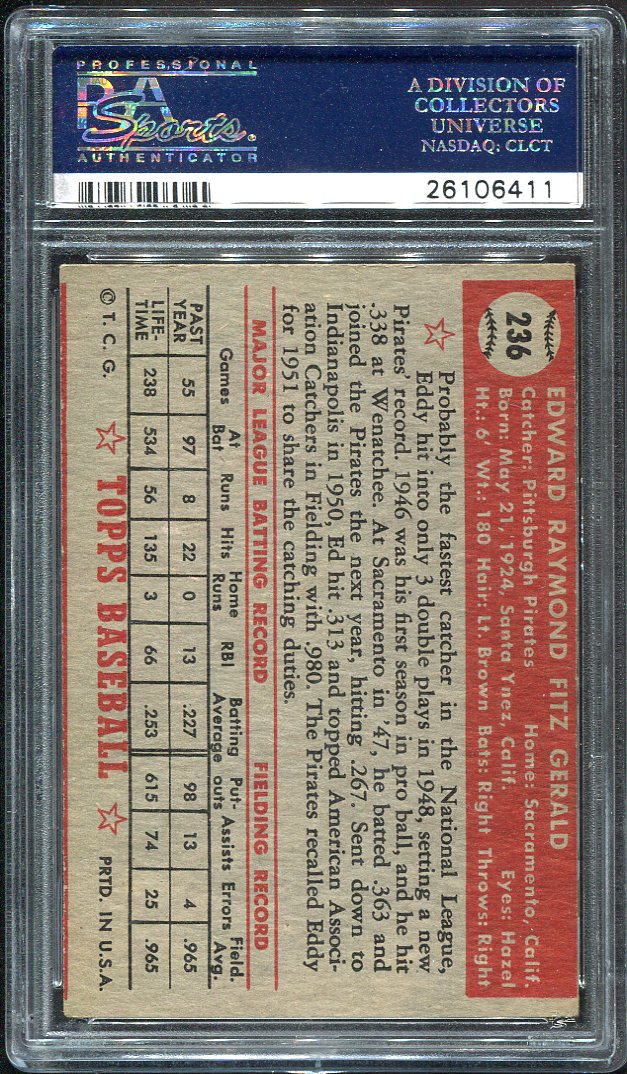 PROFESSIONAL
PSA
Sports.
AUTHENTICATOR
A DIVISION OF
COLLECTORS
UNIVERSE
NASDAQ: CLCT
26106411
236
EDWARD RAYMOND FITZ GERALD
Catcher: Pittsburgh Pirates Home: Sacramento, Calif.
Born: May 21, 1924, Santa Ynez, Calif. Eyes: Hazel
Ht.: 6' Wt.: 180 Hair: Lt. Brown Bats: Right Throws: Right
Probably the fastest catcher in the National League,
Eddy hit into only 3 double plays in 1948, setting a new
Pirates' record. 1946 was his first season in pro ball, and he hit
.338 at Wenatchee. At Sacramento in '47, he batted .363 and
joined the Pirates the next year, hitting .267. Sent down to
Indianapolis in 1950, Ed hit .313 and topped American Associ-
ation Catchers in Fielding with .980. The Pirates recalled Eddy
for 1951 to share the catching duties.
MAJOR LEAGUE BATTING RECORD FIELDING RECORD
Games At Bat Runs Hits Home Runs RBI Batting Average Put-outs Assists Errors Field. Avg.
PAST YEAR 55 97 8 22 0 13 .227 98 13 4 .965
LIFE-TIME 238 534 56 135 3 66 .253 615 74 25 .965
© T. C. G. TOPPS BASEBALL PRTD. IN U.S.A.